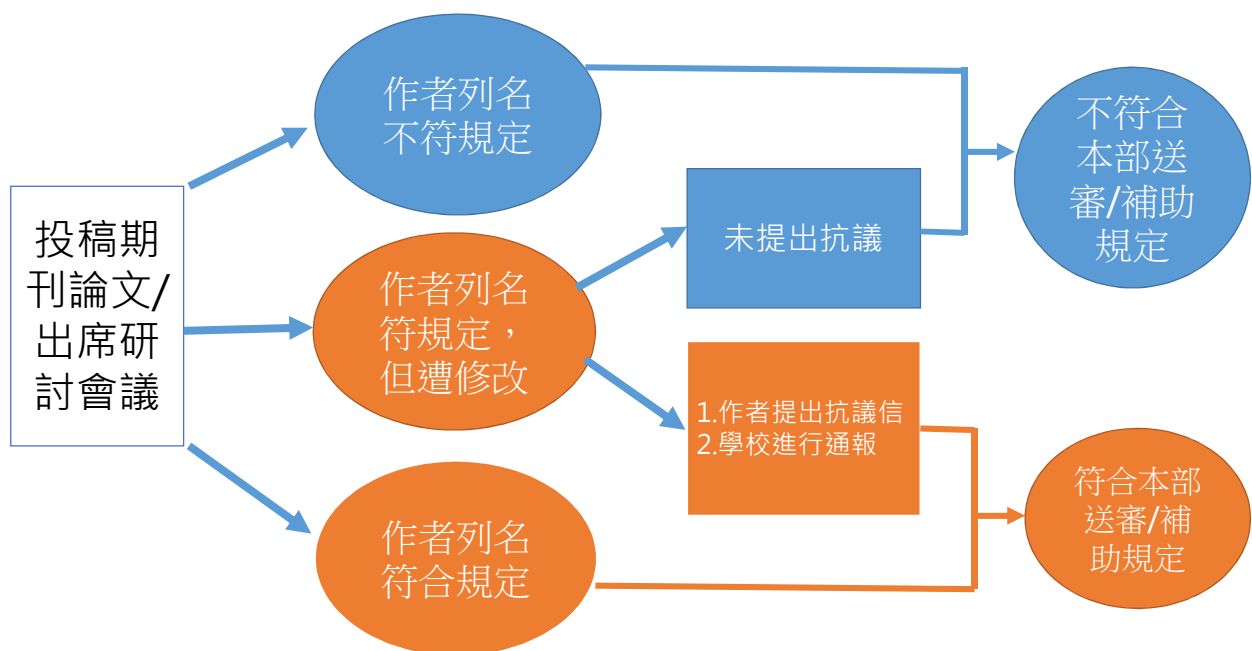 投稿期
刊論文/
出席研
討會議
作者列名
不符規定
作者列名
符規定，
但遭修改
作者列名
符合規定
未提出抗議
1.作者提出抗議信
2.學校進行通報
不符合
本部送
審/補助
規定
符合本部
送審/補
助規定